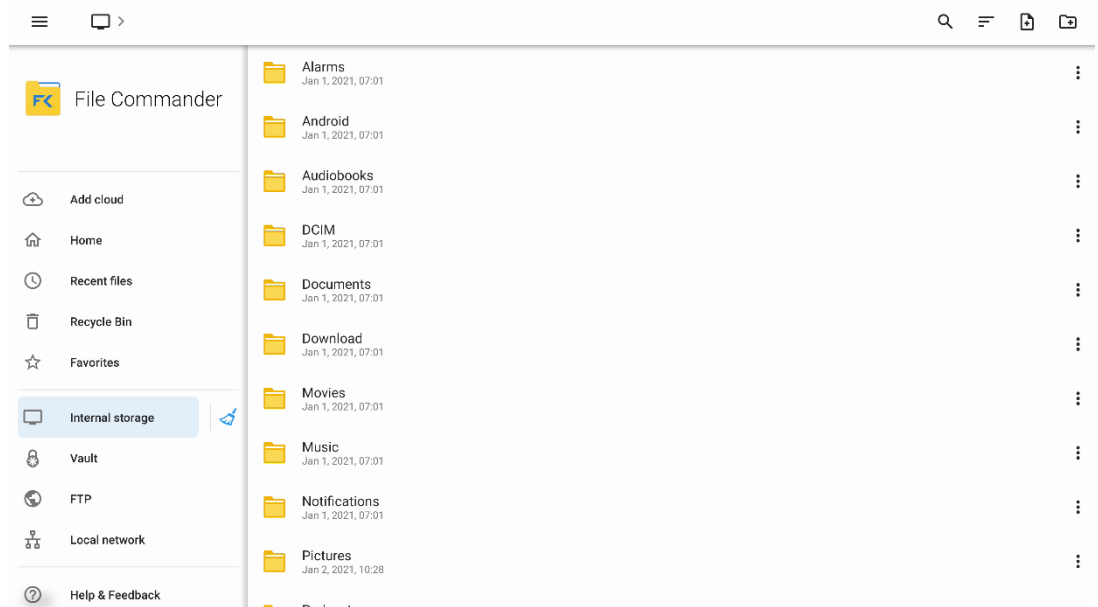 File Commander
Add cloud
Home
Recent files
Recycle Bin
Favorites
Internal storage
Vault
FTP
Local network
Help & Feedback
Alarms
Jan 1, 2021, 07:01
Android
Jan 1, 2021, 07:01
Audiobooks
Jan 1, 2021, 07:01
DCIM
Jan 1, 2021, 07:01
Documents
Jan 1, 2021, 07:01
Download
Jan 1, 2021, 07:01
Movies
Jan 1, 2021, 07:01
Music
Jan 1, 2021, 07:01
Notifications
Jan 1, 2021, 07:01
Pictures
Jan 2, 2021, 10:28